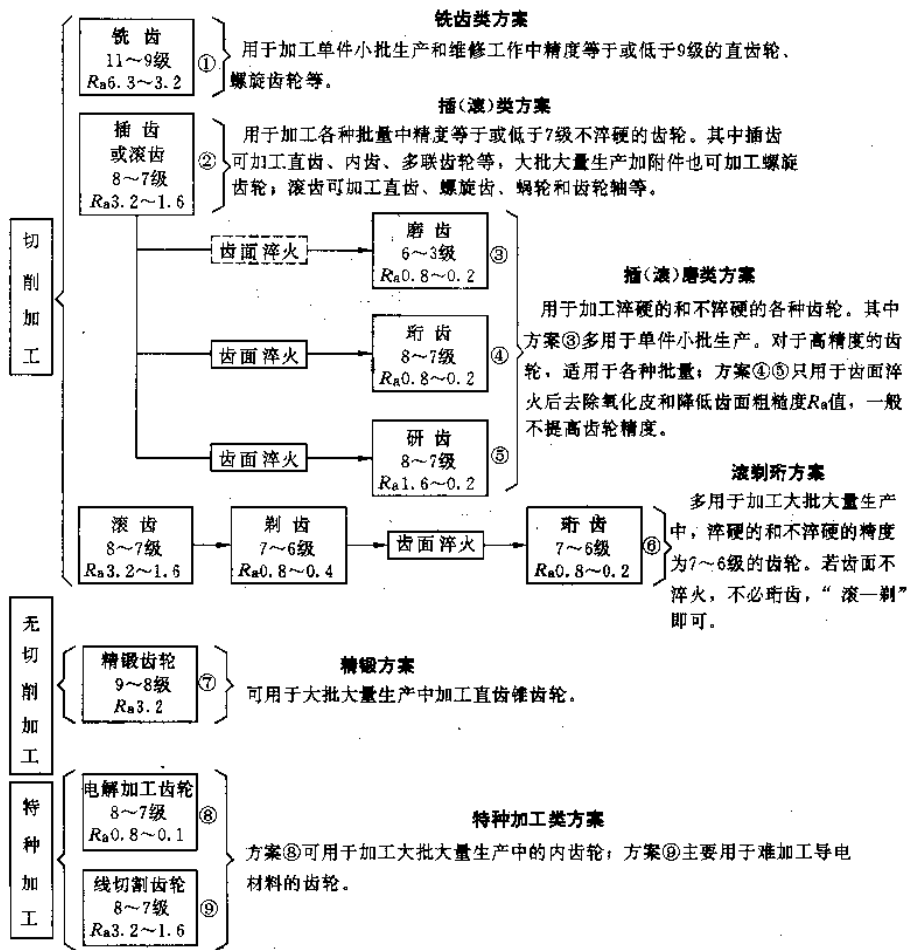 铣齿类方案
铣 齿
11～9级
Ra6.3～3.2
①
用于加工单件小批生产和维修工作中精度等于或低于9级的直齿轮、
螺旋齿轮等。
插(滚)类方案
插 齿
或滚齿
8～7级
Ra3.2～1.6
②
用于加工各种批量中精度等于或低于7级不淬硬的齿轮。其中插齿
可加工直齿、内齿、多联齿轮等，大批大量生产加附件也可加工螺旋
齿轮；滚齿可加工直齿、螺旋齿、蜗轮和齿轮轴等。
切削加工
齿面淬火
磨 齿
6～3级
Ra0.8～0.2
③
齿面淬火
珩 齿
8～7级
Ra0.8～0.2
④
齿面淬火
研 齿
8～7级
Ra1.6～0.2
⑤
插(滚)磨类方案
用于加工淬硬的和不淬硬的各种齿轮。其中
方案③多用于单件小批生产。对于高精度的齿
轮，适用于各种批量；方案④⑤只用于齿面淬
火后去除氧化皮和降低齿面粗糙度Ra值，一般
不提高齿轮精度。
滚 齿
8～7级
Ra3.2～1.6
剃 齿
7～6级
Ra0.8～0.4
齿面淬火
珩 齿
7～6级
Ra0.8～0.2
⑥
滚剃珩方案
多用于加工大批大量生产
中，淬硬的和不淬硬的精度
为7～6级的齿轮。若齿面不
淬火，不必珩齿，“滚—剃”
即可。
无切削加工
精锻齿轮
9～8级
Ra3.2
⑦
精锻方案
可用于大批大量生产中加工直齿锥齿轮。
特种加工
电解加工齿轮
8～7级
Ra0.8～0.1
⑧
线切割齿轮
8～7级
Ra3.2～1.6
⑨
特种加工类方案
方案⑧可用于加工大批大量生产中的内齿轮；方案⑨主要用于难加工导电
材料的齿轮。